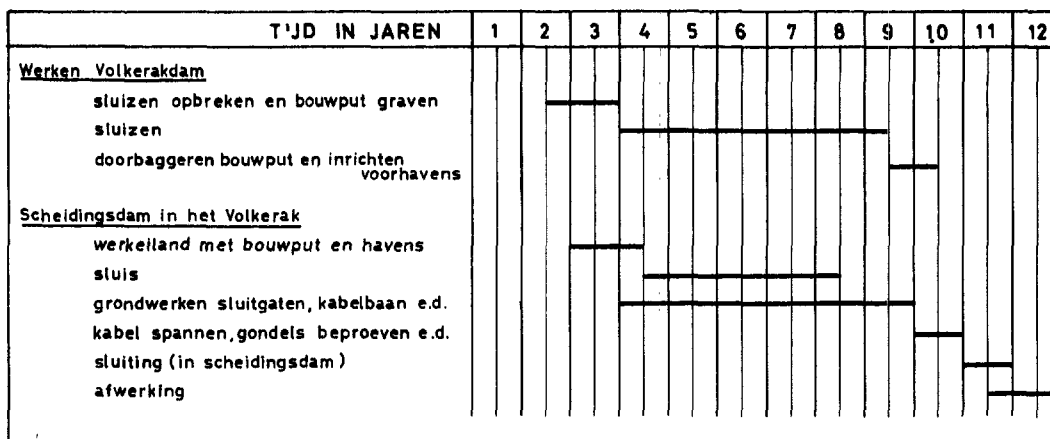 T'JD IN JAREN 1 2 3 4 5 6 7 8 9 10 11 12
Werken Volkerakdam
sluizen opbreken en bouwput graven
sluizen
doorbaggeren bouwput en inrichten
voorhavens
Scheidingsdam in het Volkerak
werkeiland met bouwput en havens
sluis
grondwerken sluitgaten, kabelbaan e.d.
kabel spannen, gondels beproeven e.d.
sluiting (in scheidingsdam)
afwerking